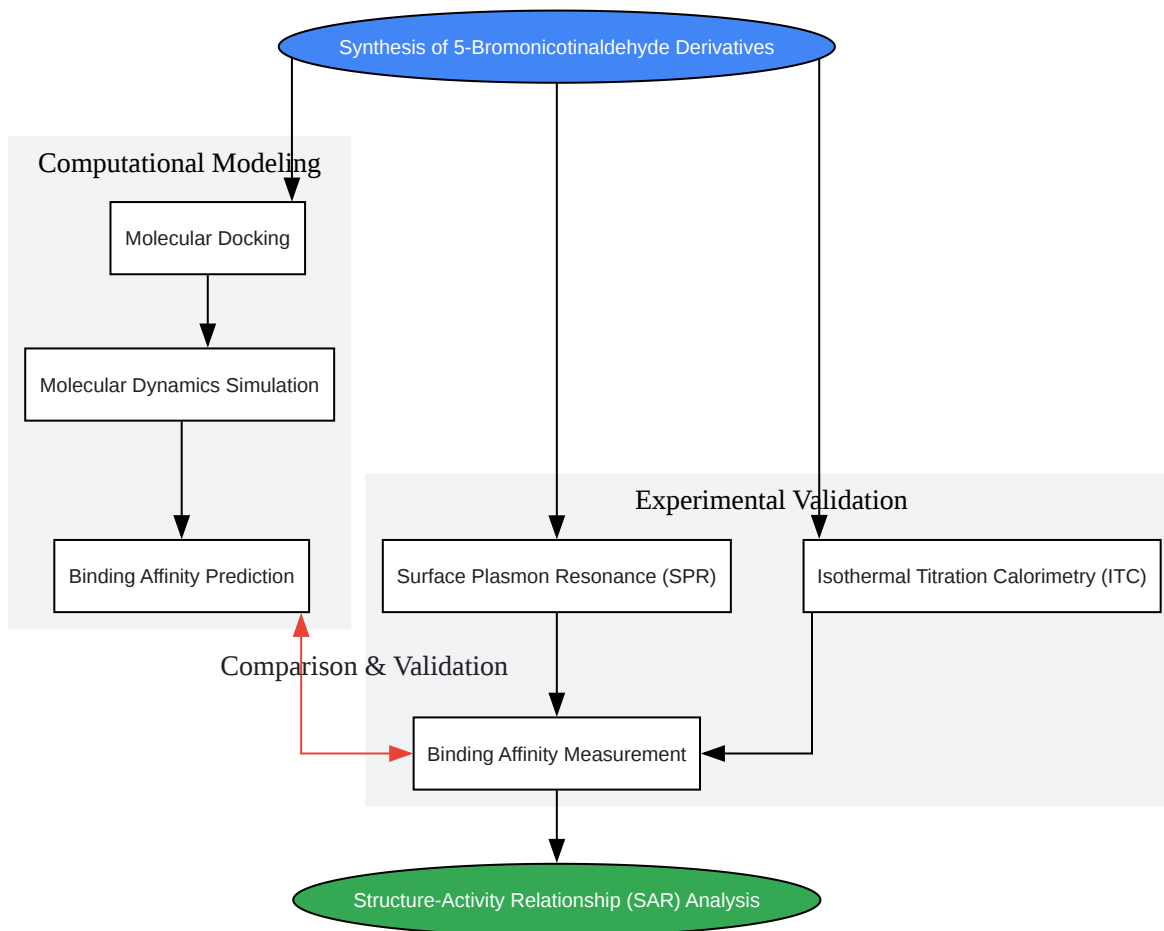 Synthesis of 5-Bromonicotinaldehyde Derivatives
Computational Modeling
Molecular Docking
Molecular Dynamics Simulation
Experimental Validation
Binding Affinity Prediction
Surface Plasmon Resonance (SPR)
Isothermal Titration Calorimetry (ITC)
Comparison & Validation
Binding Affinity Measurement
Structure-Activity Relationship (SAR) Analysis